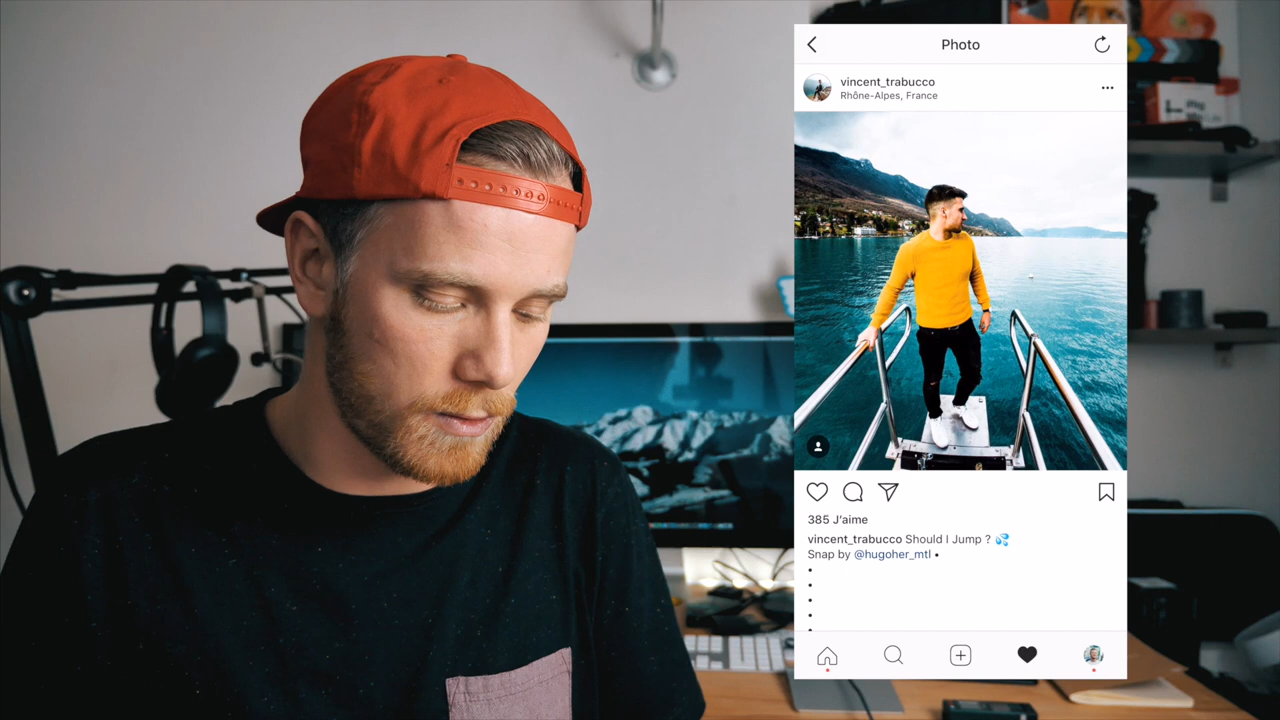 Photo
vincent_trabucco
Rhône-Alpes, France
385 J'aime
vincent_trabucco Should I Jump ? 💦
Snap by @hugoher_mtl •
•
•
•
•
•